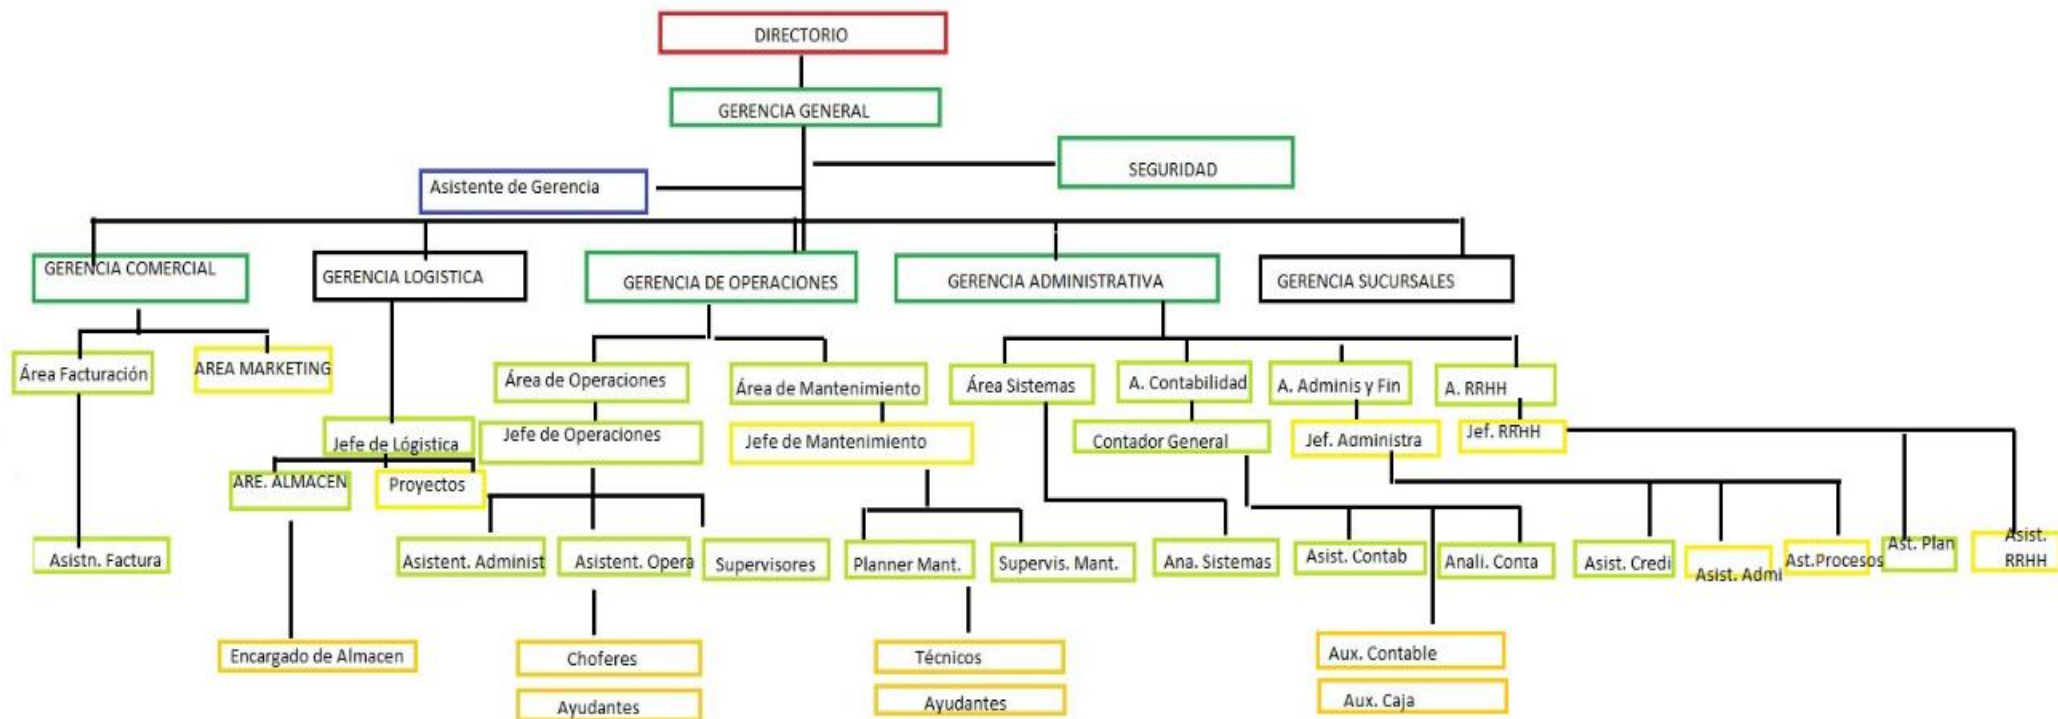 DIRECTORIO
GERENCIA GENERAL
SEGURIDAD
Asistente de Gerencia
GERENCIA COMERCIAL
GERENCIA LOGISTICA
GERENCIA DE OPERACIONES
GERENCIA ADMINISTRATIVA
GERENCIA SUCURSALES
Área Facturación
AREA MARKETING
Área de Operaciones
Área de Mantenimiento
Área Sistemas
A. Contabilidad
A. Adminis y Fin
A. RRHH
Jefe de Lógistica
Jefe de Operaciones
Jefe de Mantenimiento
Contador General
Jef. Administra
Jef. RRHH
ARE. ALMACEN
Proyectos
Asistn. Factura
Asistent. Administ
Asistent. Opera
Supervisores
Planner Mant.
Supervis. Mant.
Ana. Sistemas
Asist. Contab
Anali. Conta
Asist. Credi
Asist. Admi
Ast.Procesos
Ast. Plan
Asist.
RRHH
Encargado de Almacen
Choferes
Técnicos
Aux. Contable
Ayudantes
Ayudantes
Aux. Caja